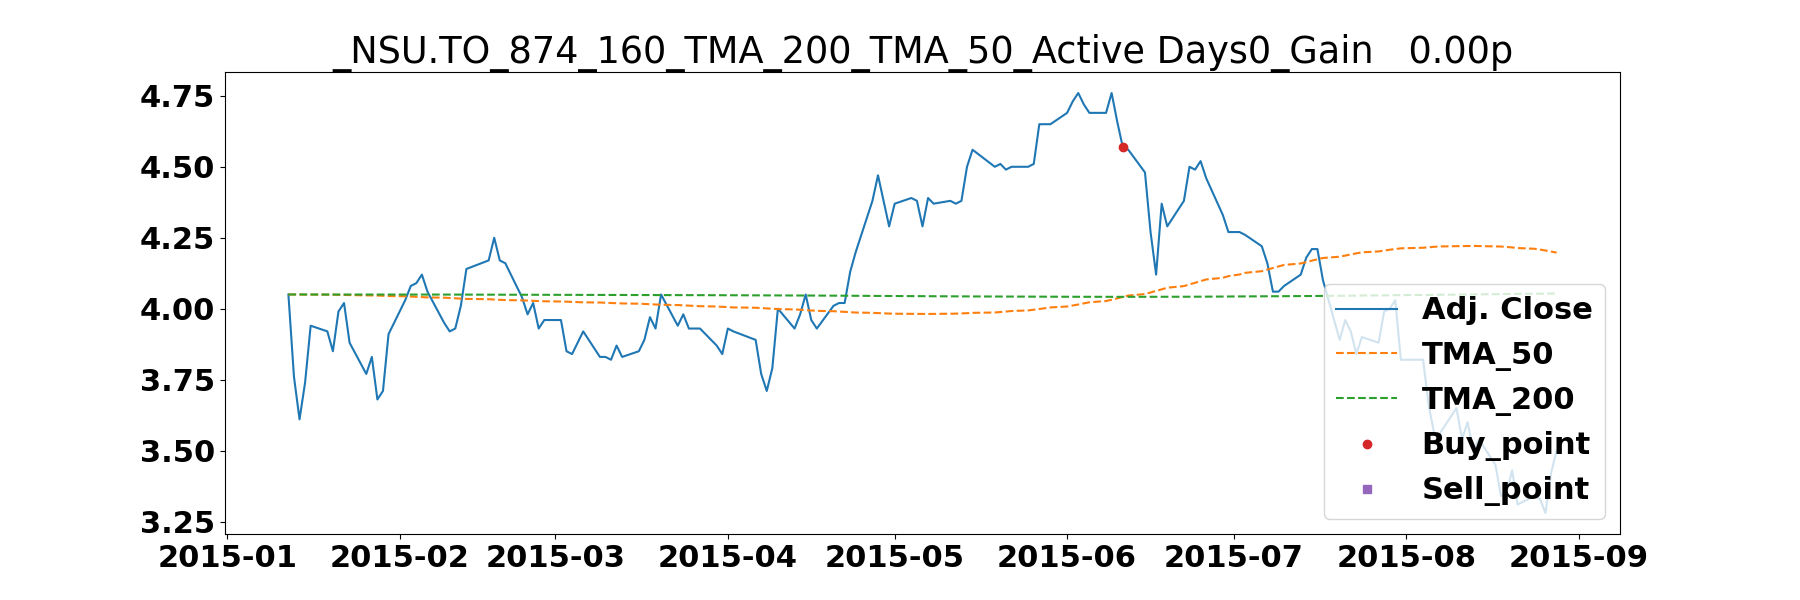 _NSU.TO_874_160_TMA_200_TMA_50_Active Days0_Gain   0.00p
4.75
4.50
4.25
4.00
3.75
3.50
3.25
Adj. Close
TMA_50
TMA_200
Buy_point
Sell_point
2015-01 2015-02 2015-03 2015-04 2015-05 2015-06 2015-07 2015-08 2015-09